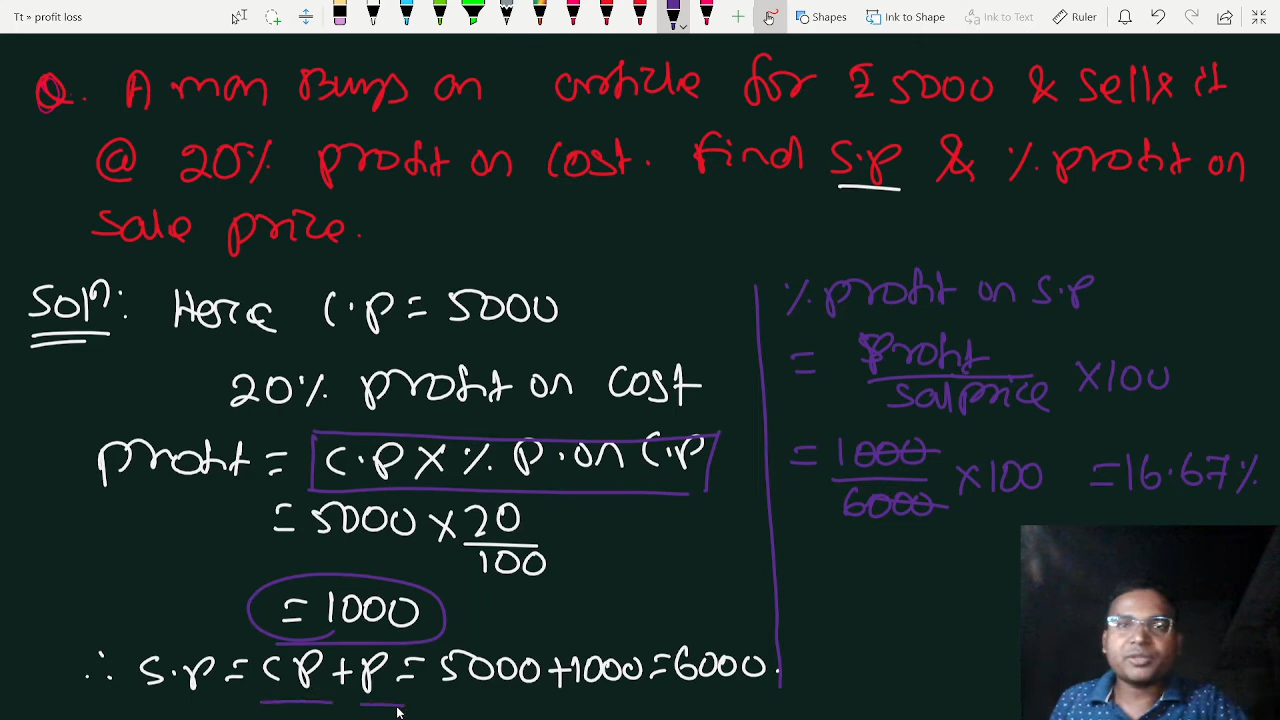 Tt » profit loss
Shapes Ink to Shape Ink to Text Ruler
Q. A man Buys an article for ₹5000 & sells it
@ 20% profit on cost. find S.P & % profit on
sale price.
Soln: Here C.P = 5000
20% profit on cost
profit = C.P X % P. on C.P
= 5000 × 20/100
= 1000
∴ S.P = CP + P = 5000 + 1000 = 6000.
% profit on S.P
= profit/salprice ×100
= 1000/6000 ×100 = 16.67%